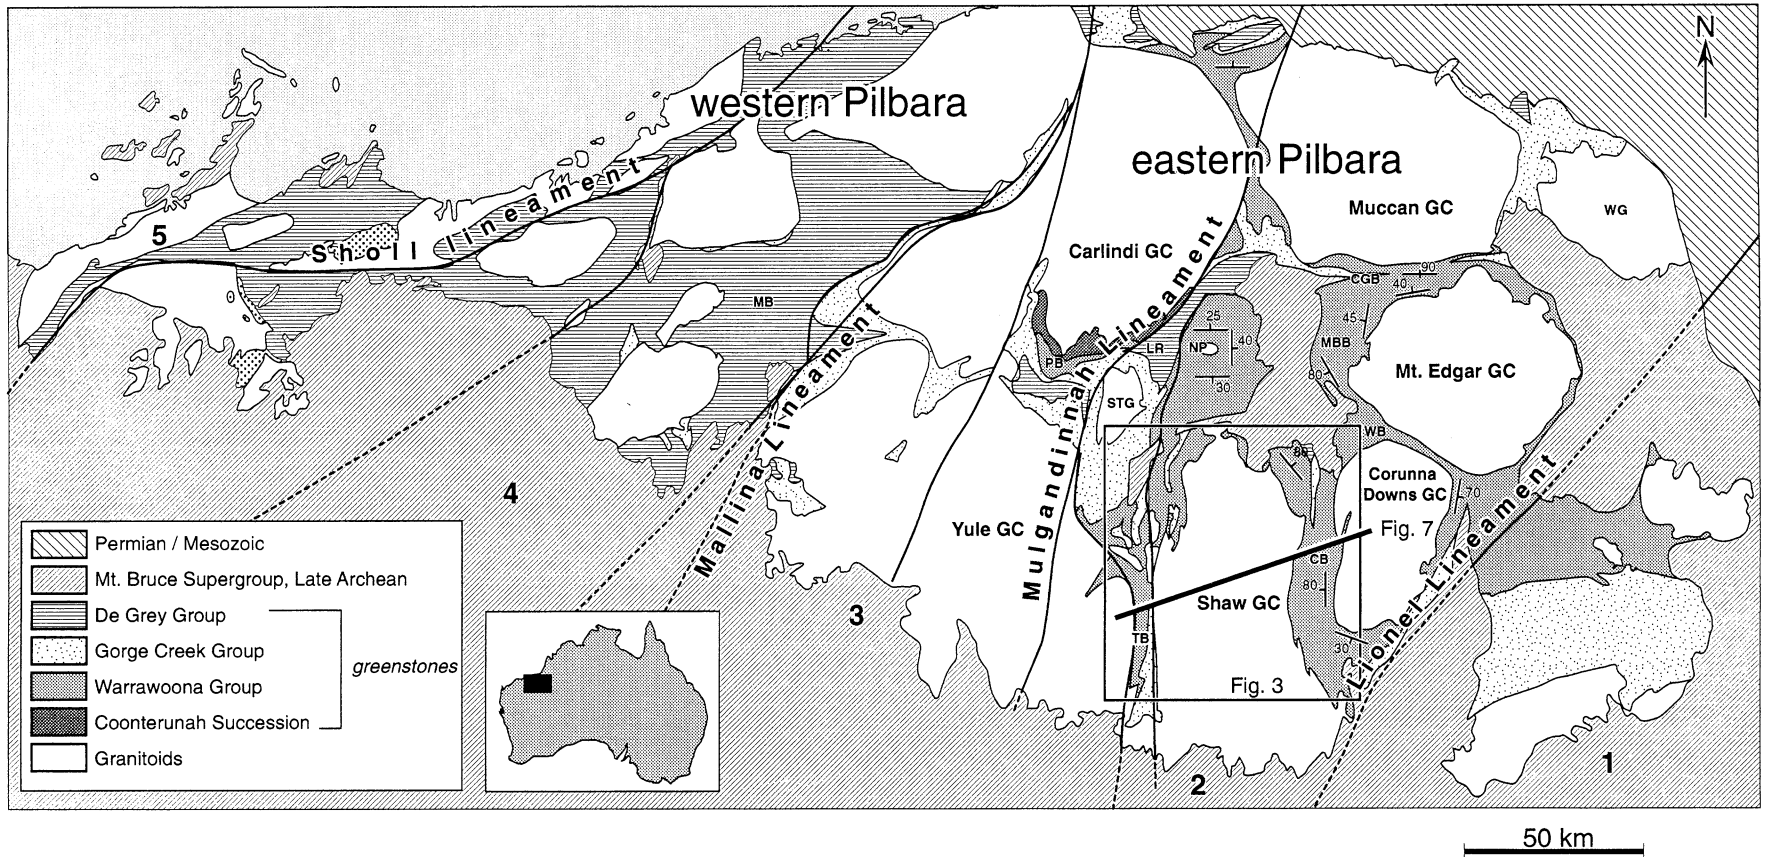 N
western Pilbara
eastern Pilbara
Muccan GC
WG
5
Sholl lineament
Carlindi GC
CGB
90
40
MB
25
45
NP
40
MBB
LR
PB
30
80
Mt. Edgar GC
STG
Mallina Lineament
Mulgandinnah Lineament
WB
86
Corunna
Downs GC
70
4
Yule GC
Fig. 7
CB
80
Shaw GC
3
TB
30
Lionel Lineament
Fig. 3
1
2
Permian / Mesozoic
Mt. Bruce Supergroup, Late Archean
De Grey Group
Gorge Creek Group
greenstones
Warrawoona Group
Coonterunah Succession
Granitoids
50 km